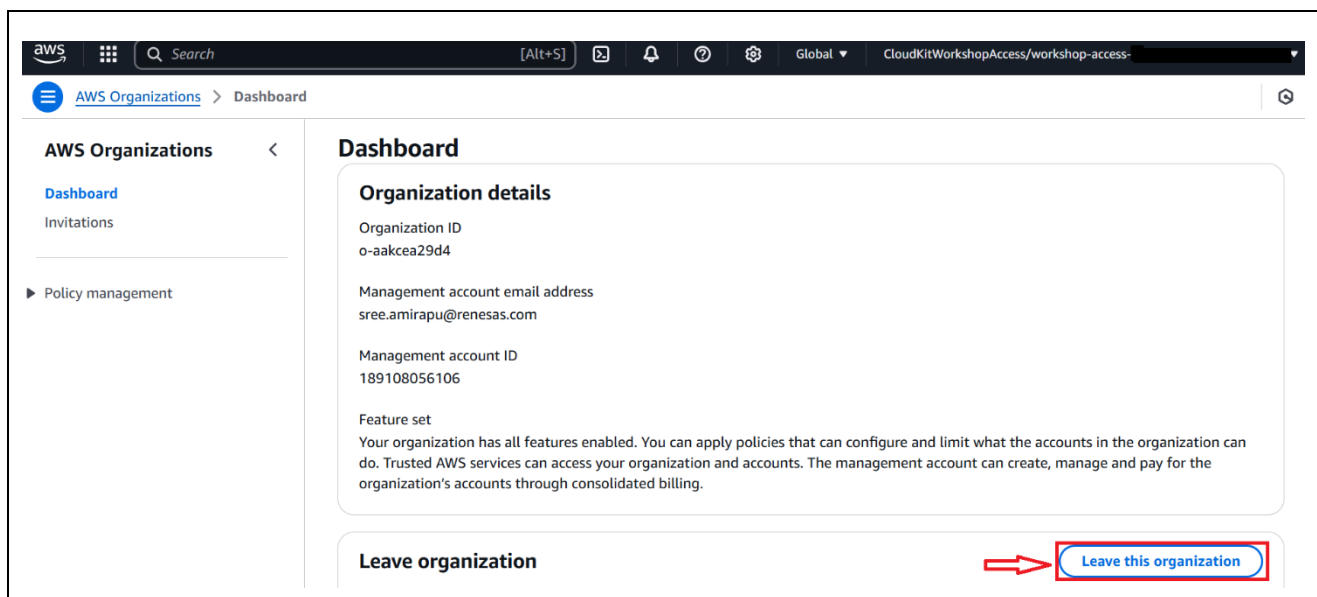 aws
Search [Alt+S] Global CloudKitWorkshopAccess/workshop-access-
AWS Organizations > Dashboard
AWS Organizations
Dashboard
Invitations
Policy management
Dashboard
Organization details
Organization ID
o-aakcea29d4
Management account email address
sree.amirapu@renesas.com
Management account ID
189108056106
Feature set
Your organization has all features enabled. You can apply policies that can configure and limit what the accounts in the organization can
do. Trusted AWS services can access your organization and accounts. The management account can create, manage and pay for the
organization's accounts through consolidated billing.
Leave organization
Leave this organization